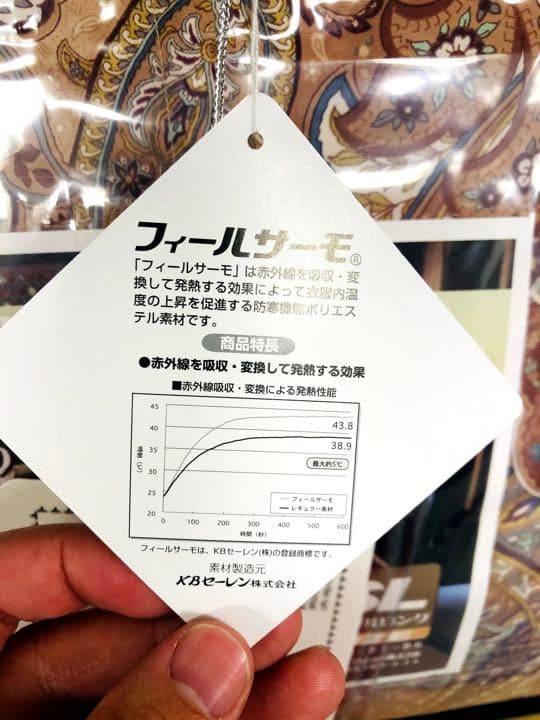 フィールサーモ®
「フィールサーモ」は赤外線を吸収・変
換して発熱する効果によって衣服内温
度の上昇を促進する防寒機能ポリエス
テル素材です。
商品特長
●赤外線を吸収・変換して発熱する効果
■赤外線吸収・変換による発熱性能
45
40
35
30
25
20
温度(℃)
43.8
38.9
最大約5℃
フィールサーモ
レギュラー素材
0 100 200 300 400 500 600
時間(秒)
フィールサーモは、KBセーレン(株)の登録商標です。
素材製造元
KBセーレン株式会社
SL